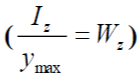 (I_z / y_max = W_z)